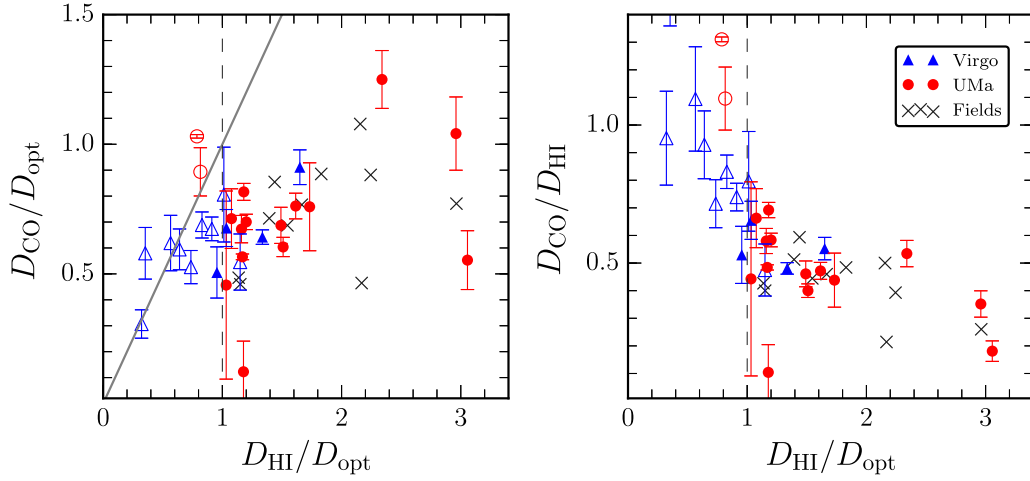 1.5
1.0
0.5
0
1
2
3
D_CO/D_opt
D_HI/D_opt
1.0
0.5
0
1
2
3
D_CO/D_HI
D_HI/D_opt
Virgo
UMa
Fields